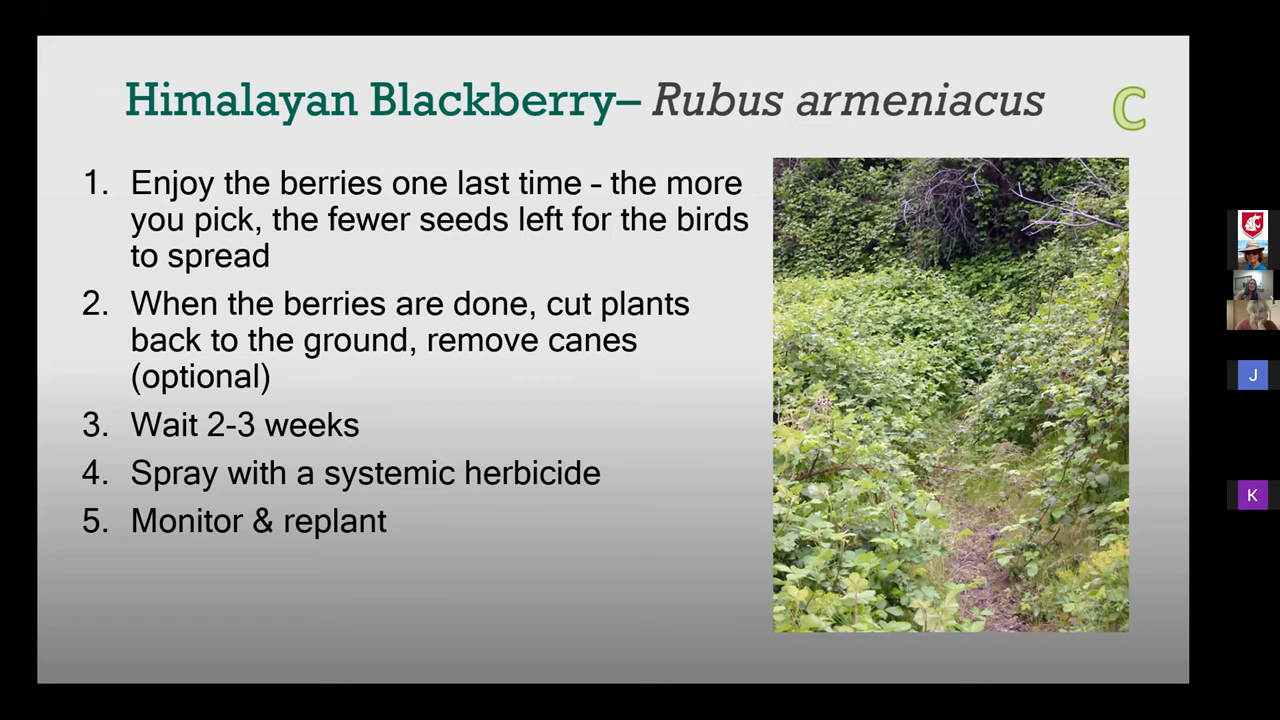 Himalayan Blackberry– Rubus armeniacus
C
1. Enjoy the berries one last time - the more
you pick, the fewer seeds left for the birds
to spread
2. When the berries are done, cut plants
back to the ground, remove canes
(optional)
3. Wait 2-3 weeks
4. Spray with a systemic herbicide
5. Monitor & replant
J
K